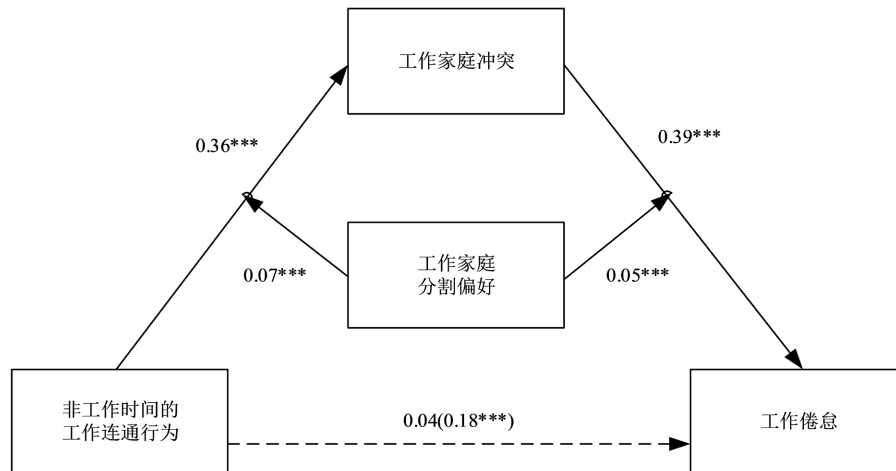 工作家庭冲突
0.36***
0.39***
工作家庭
分割偏好
0.07***
0.05***
非工作时间的
工作连通行为
0.04(0.18***)
工作倦怠